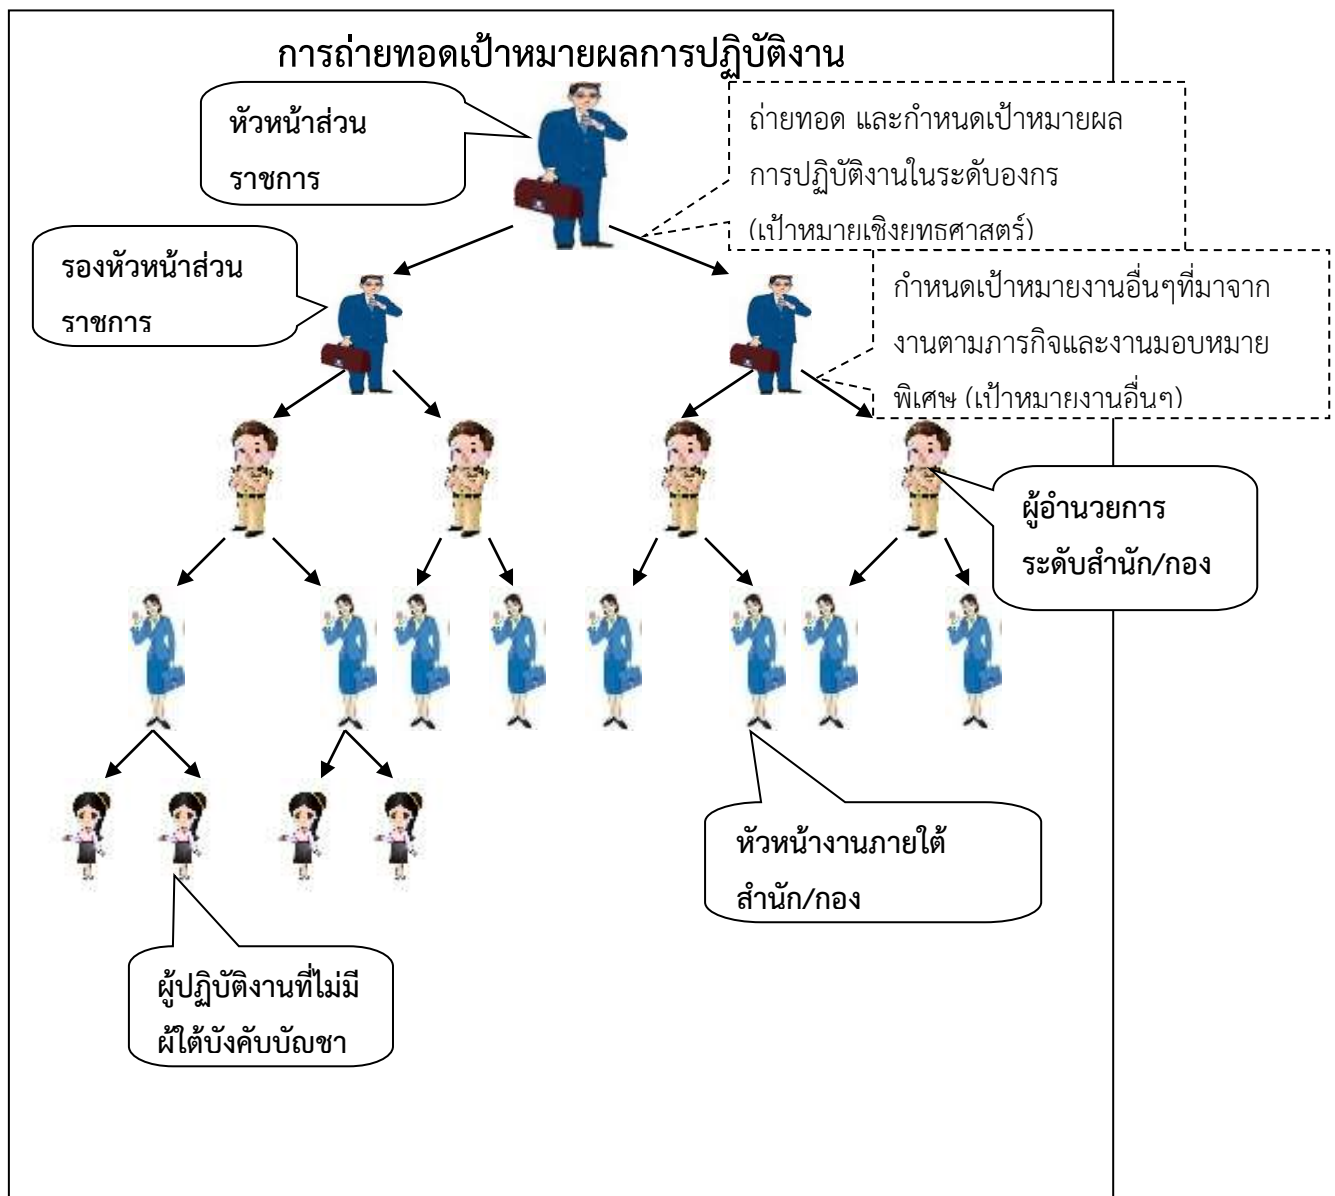 การถ่ายทอดเป้าหมายผลการปฏิบัติงาน
หัวหน้าส่วน
ราชการ
ถ่ายทอด และกำหนดเป้าหมายผล
การปฏิบัติงานในระดับองกร
(เป้าหมายเชิงยุทธศาสตร์)
รองหัวหน้าส่วน
ราชการ
กำหนดเป้าหมายงานอื่นๆที่มาจาก
งานตามภารกิจและงานมอบหมาย
พิเศษ (เป้าหมายงานอื่นๆ)
ผู้อำนวยการ
ระดับสำนัก/กอง
หัวหน้างานภายใต้
สำนัก/กอง
ผู้ปฏิบัติงานที่ไม่มี
ผู้ใต้บังคับบัญชา